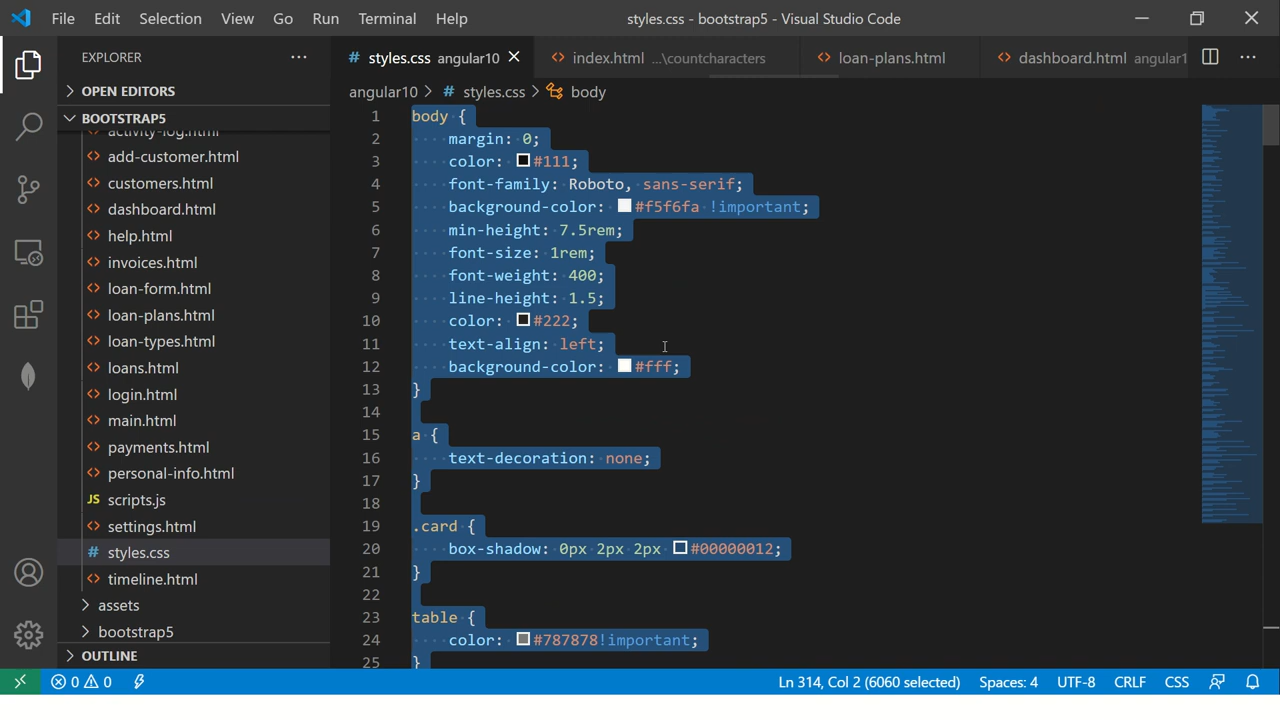 File Edit Selection View Go Run Terminal Help styles.css - bootstrap5 - Visual Studio Code
EXPLORER
OPEN EDITORS
BOOTSTRAP5
activity-log.html
add-customer.html
customers.html
dashboard.html
help.html
invoices.html
loan-form.html
loan-plans.html
loan-types.html
loans.html
login.html
main.html
payments.html
personal-info.html
JS scripts.js
settings.html
# styles.css
timeline.html
assets
bootstrap5
OUTLINE
# styles.css angular10 index.html ...\countcharacters loan-plans.html dashboard.html angular1
angular10 > # styles.css > body
1 body {
2 ····margin: 0;
3 ····color: #111;
4 ····font-family: Roboto, sans-serif;
5 ····background-color: #f5f6fa !important;
6 ····min-height: 7.5rem;
7 ····font-size: 1rem;
8 ····font-weight: 400;
9 ····line-height: 1.5;
10 ····color: #222;
11 ····text-align: left;
12 ····background-color: #fff;
13 }
14
15 a {
16 ····text-decoration: none;
17 }
18
19 .card {
20 ····box-shadow: 0px 2px 2px #00000012;
21 }
22
23 table {
24 ····color: #787878!important;
25 }
0 0 Ln 314, Col 2 (6060 selected) Spaces: 4 UTF-8 CRLF CSS